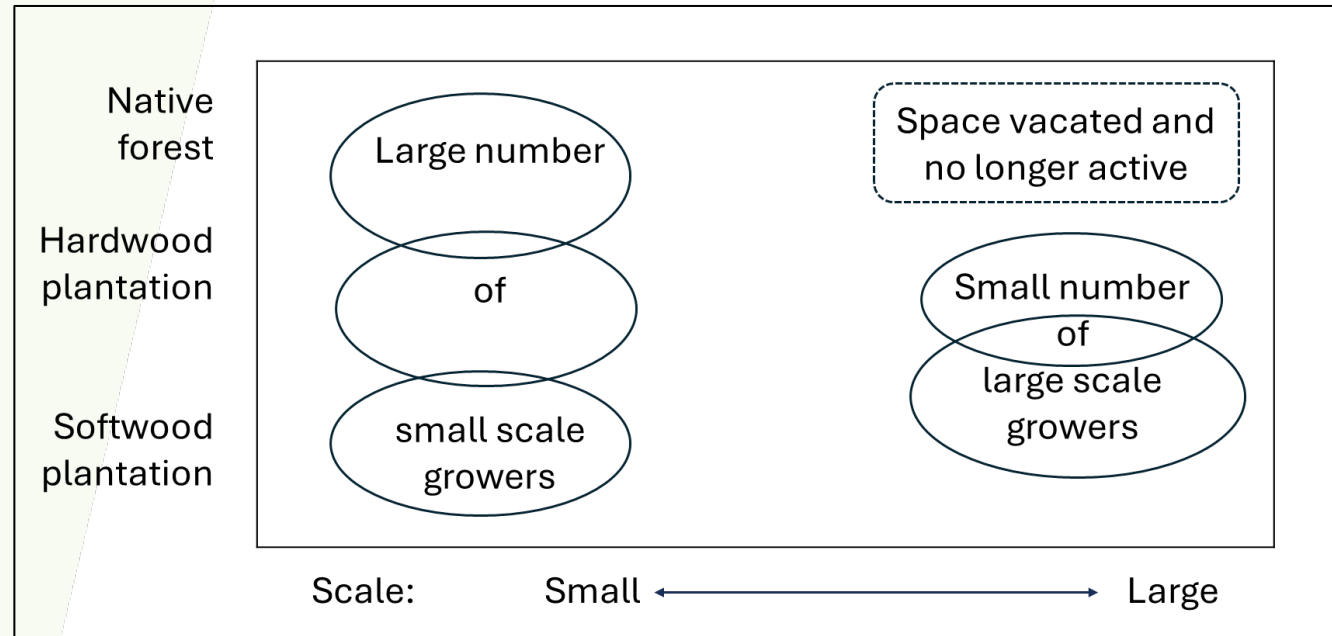 Native
forest
Large number
Space vacated and
no longer active
Hardwood
plantation
of
Small number
of
large scale
growers
Softwood
plantation
small scale
growers
Scale: Small Large